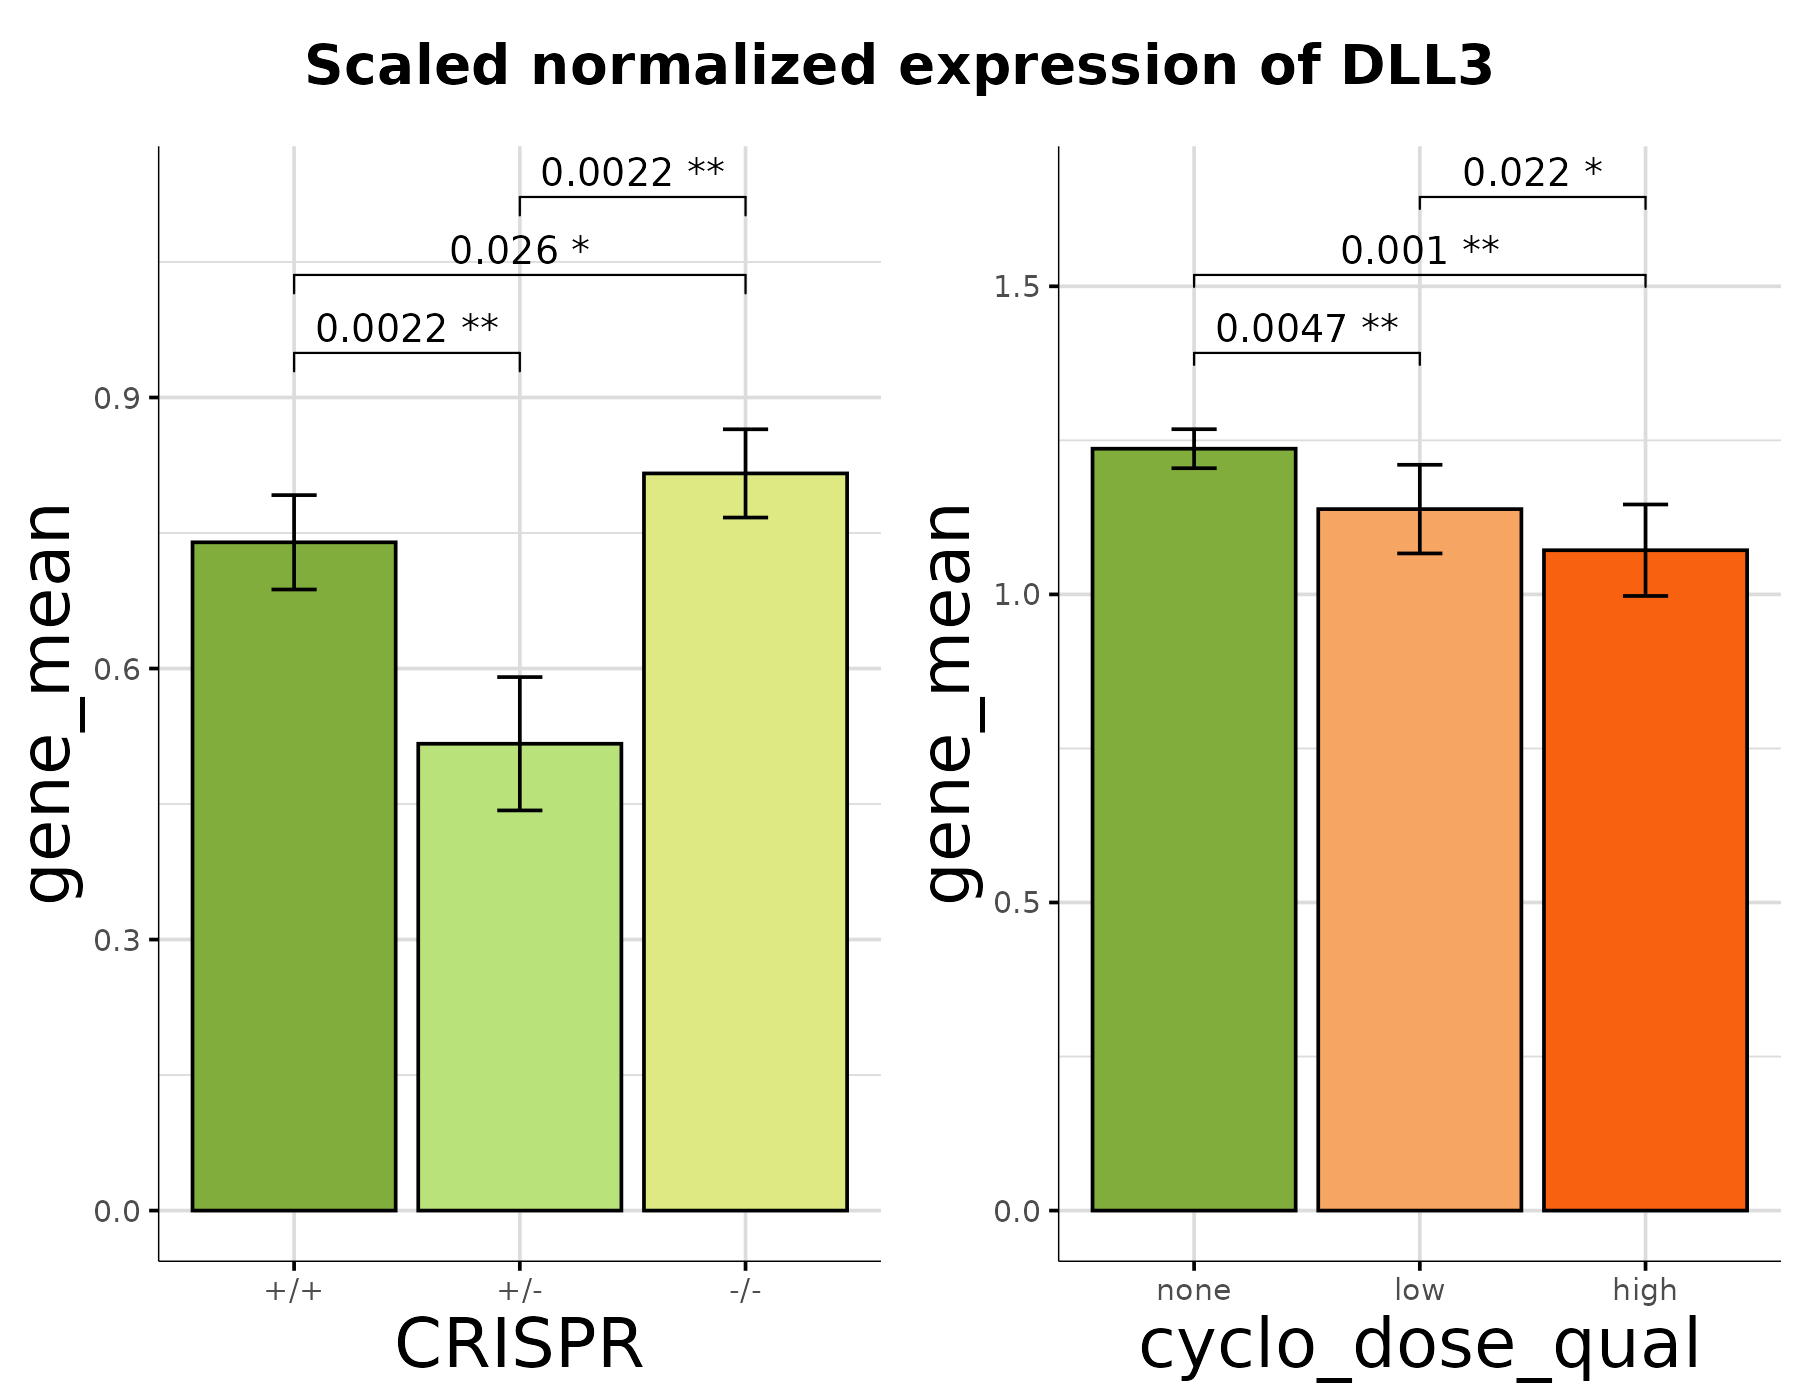 Scaled normalized expression of DLL3
gene_mean
0.0022 **
0.026 *
0.0022 **
0.9
0.6
0.3
0.0
+/+ +/- -/-
CRISPR
gene_mean
0.022 *
0.001 **
0.0047 **
1.5
1.0
0.5
0.0
none low high
cyclo_dose_qual